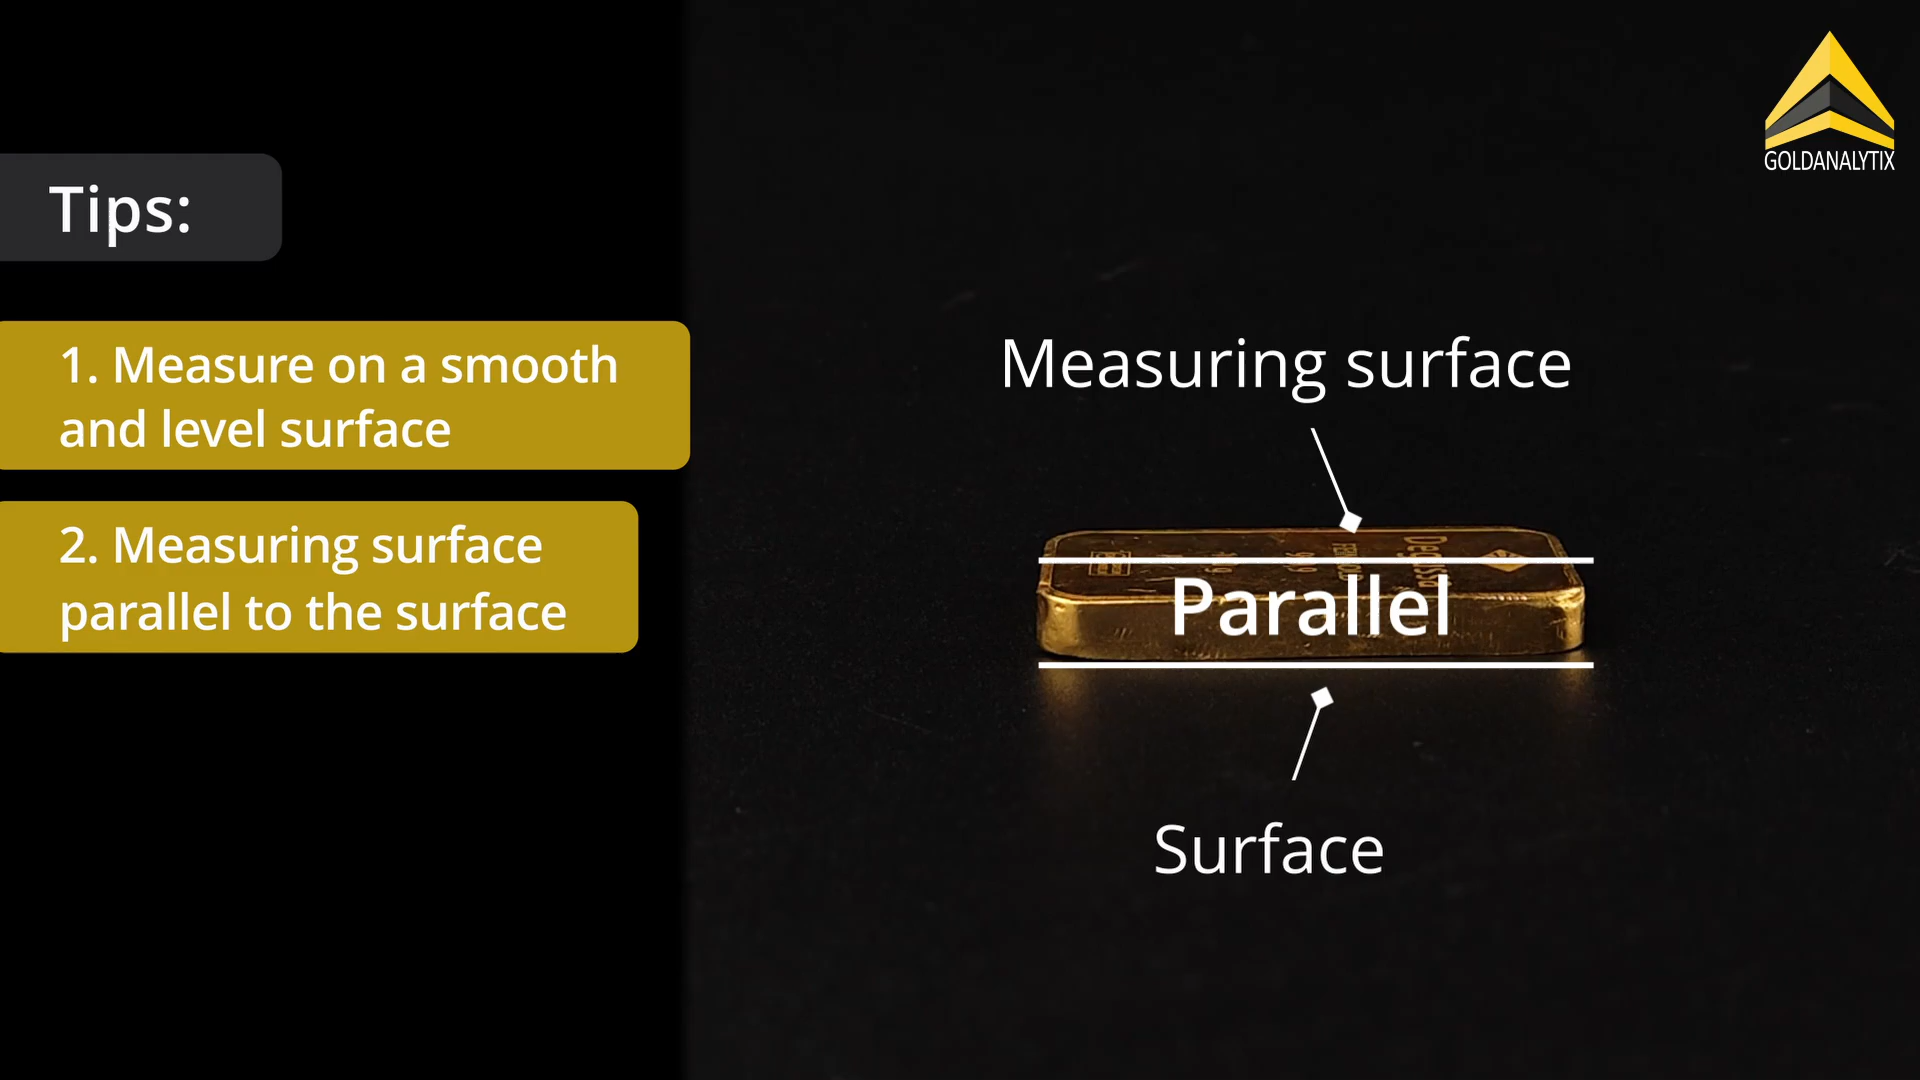 GOLDANALYTIX
Tips:
1. Measure on a smooth
and level surface
2. Measuring surface
parallel to the surface
Measuring surface
Degussa
Parallel
Surface